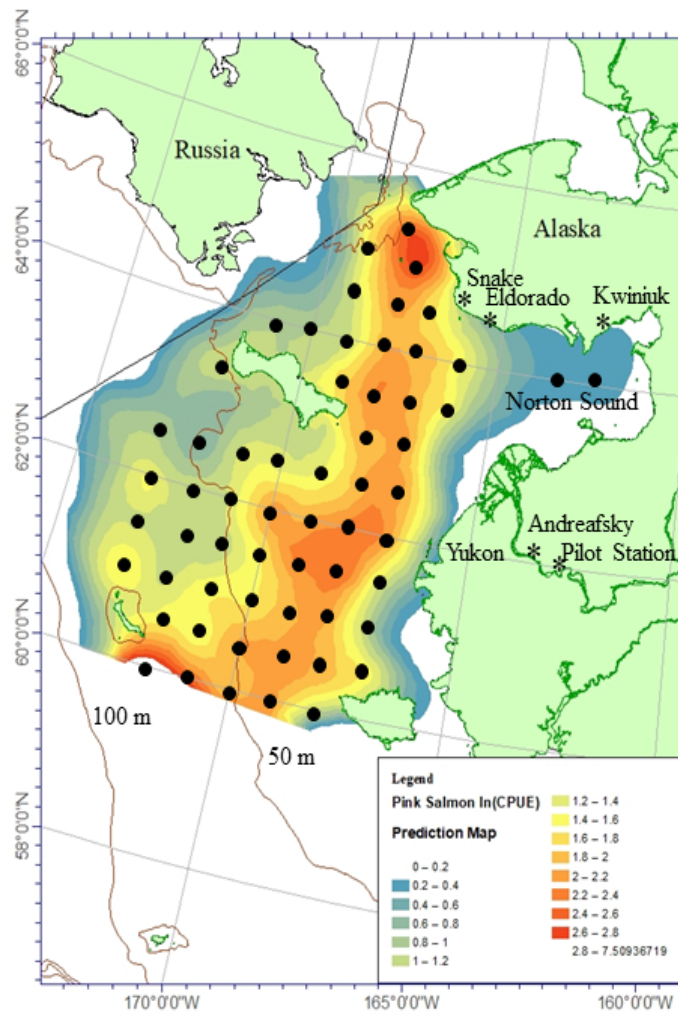 66°0'0"N
64°0'0"N
62°0'0"N
60°0'0"N
58°0'0"N
Russia
Alaska
Snake
Eldorado
Kwiniuk
Norton Sound
Andreafsky
Yukon
Pilot Station
100 m
50 m
Legend
Pink Salmon ln(CPUE)
Prediction Map
0 – 0.2
0.2 – 0.4
0.4 – 0.6
0.6 – 0.8
0.8 – 1
1 – 1.2
1.2 – 1.4
1.4 – 1.6
1.6 – 1.8
1.8 – 2
2 – 2.2
2.2 – 2.4
2.4 – 2.6
2.6 – 2.8
2.8 – 7.50936719
170°0'0"W
165°0'0"W
160°0'0"W